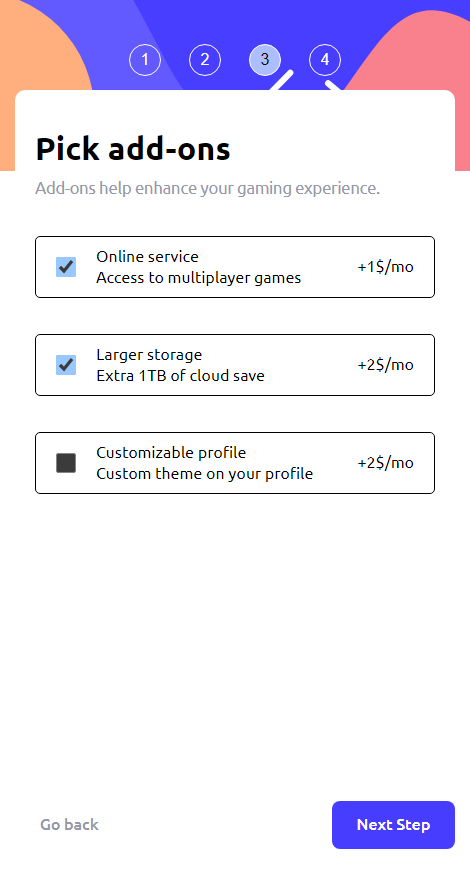 1 2 3 4
Pick add-ons
Add-ons help enhance your gaming experience.
Online service
Access to multiplayer games
+1$/mo
Larger storage
Extra 1TB of cloud save
+2$/mo
Customizable profile
Custom theme on your profile
+2$/mo
Go back
Next Step